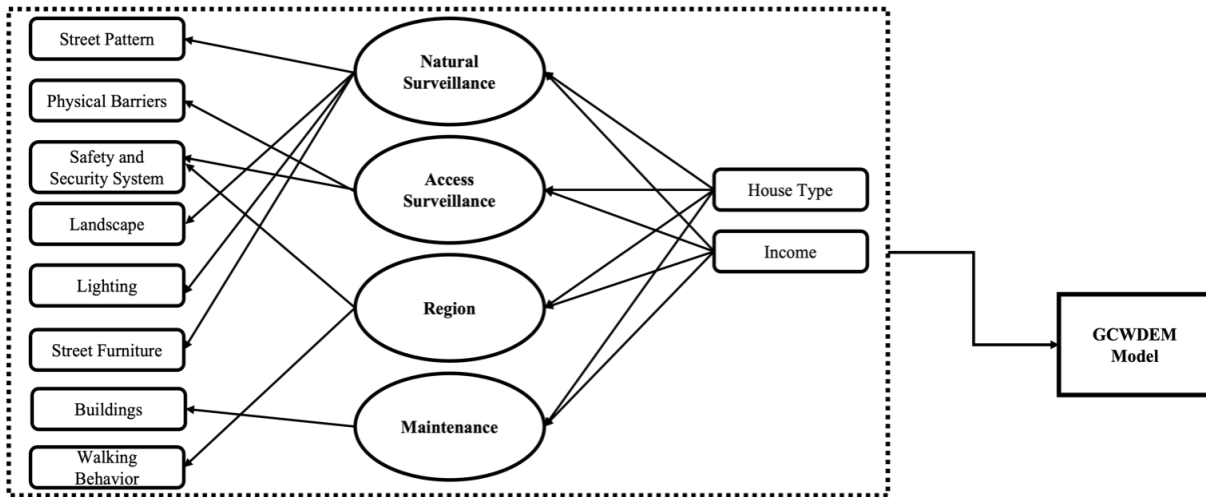 Street Pattern
Physical Barriers
Safety and
Security System
Landscape
Lighting
Street Furniture
Buildings
Walking
Behavior
Natural
Surveillance
Access
Surveillance
Region
Maintenance
House Type
Income
GCWDEM
Model